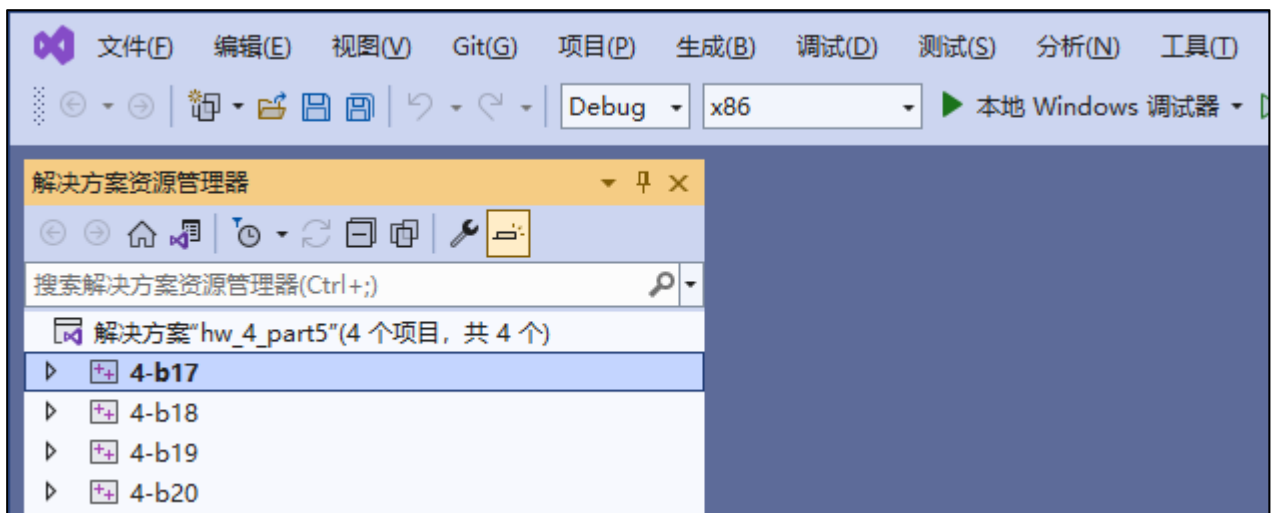 文件(F) 编辑(E) 视图(V) Git(G) 项目(P) 生成(B) 调试(D) 测试(S) 分析(N) 工具(T)
Debug x86 本地 Windows 调试器
解决方案资源管理器
搜索解决方案资源管理器(Ctrl+;)
解决方案"hw_4_part5"(4 个项目，共 4 个)
4-b17
4-b18
4-b19
4-b20